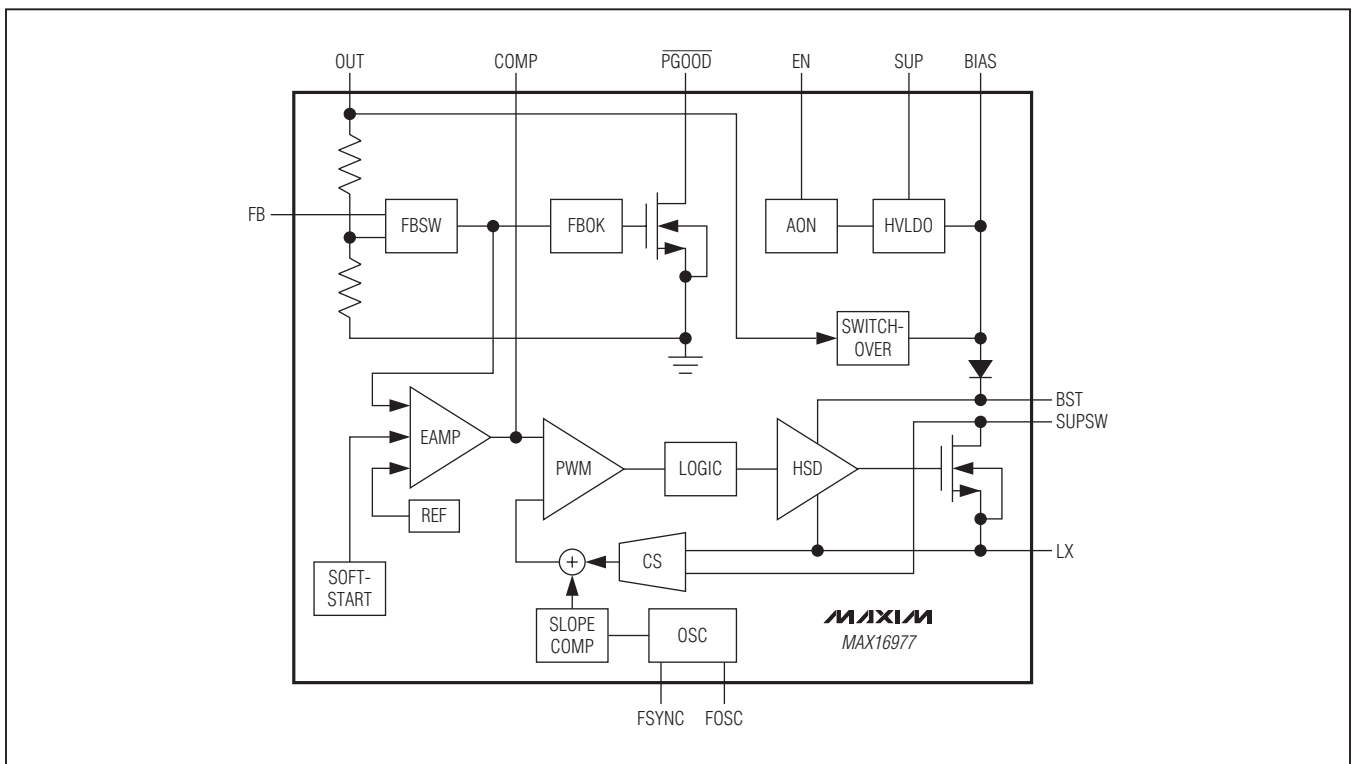 OUT
COMP
PGOOD
EN
SUP
BIAS
FB
FBSW
FBOK
AON
HVLDO
SWITCH-
OVER
BST
SUPSW
EAMP
PWM
LOGIC
HSD
REF
LX
CS
+
SOFT-
START
SLOPE
COMP
OSC
MAXIM
MAX16977
FSYNC
FOSC